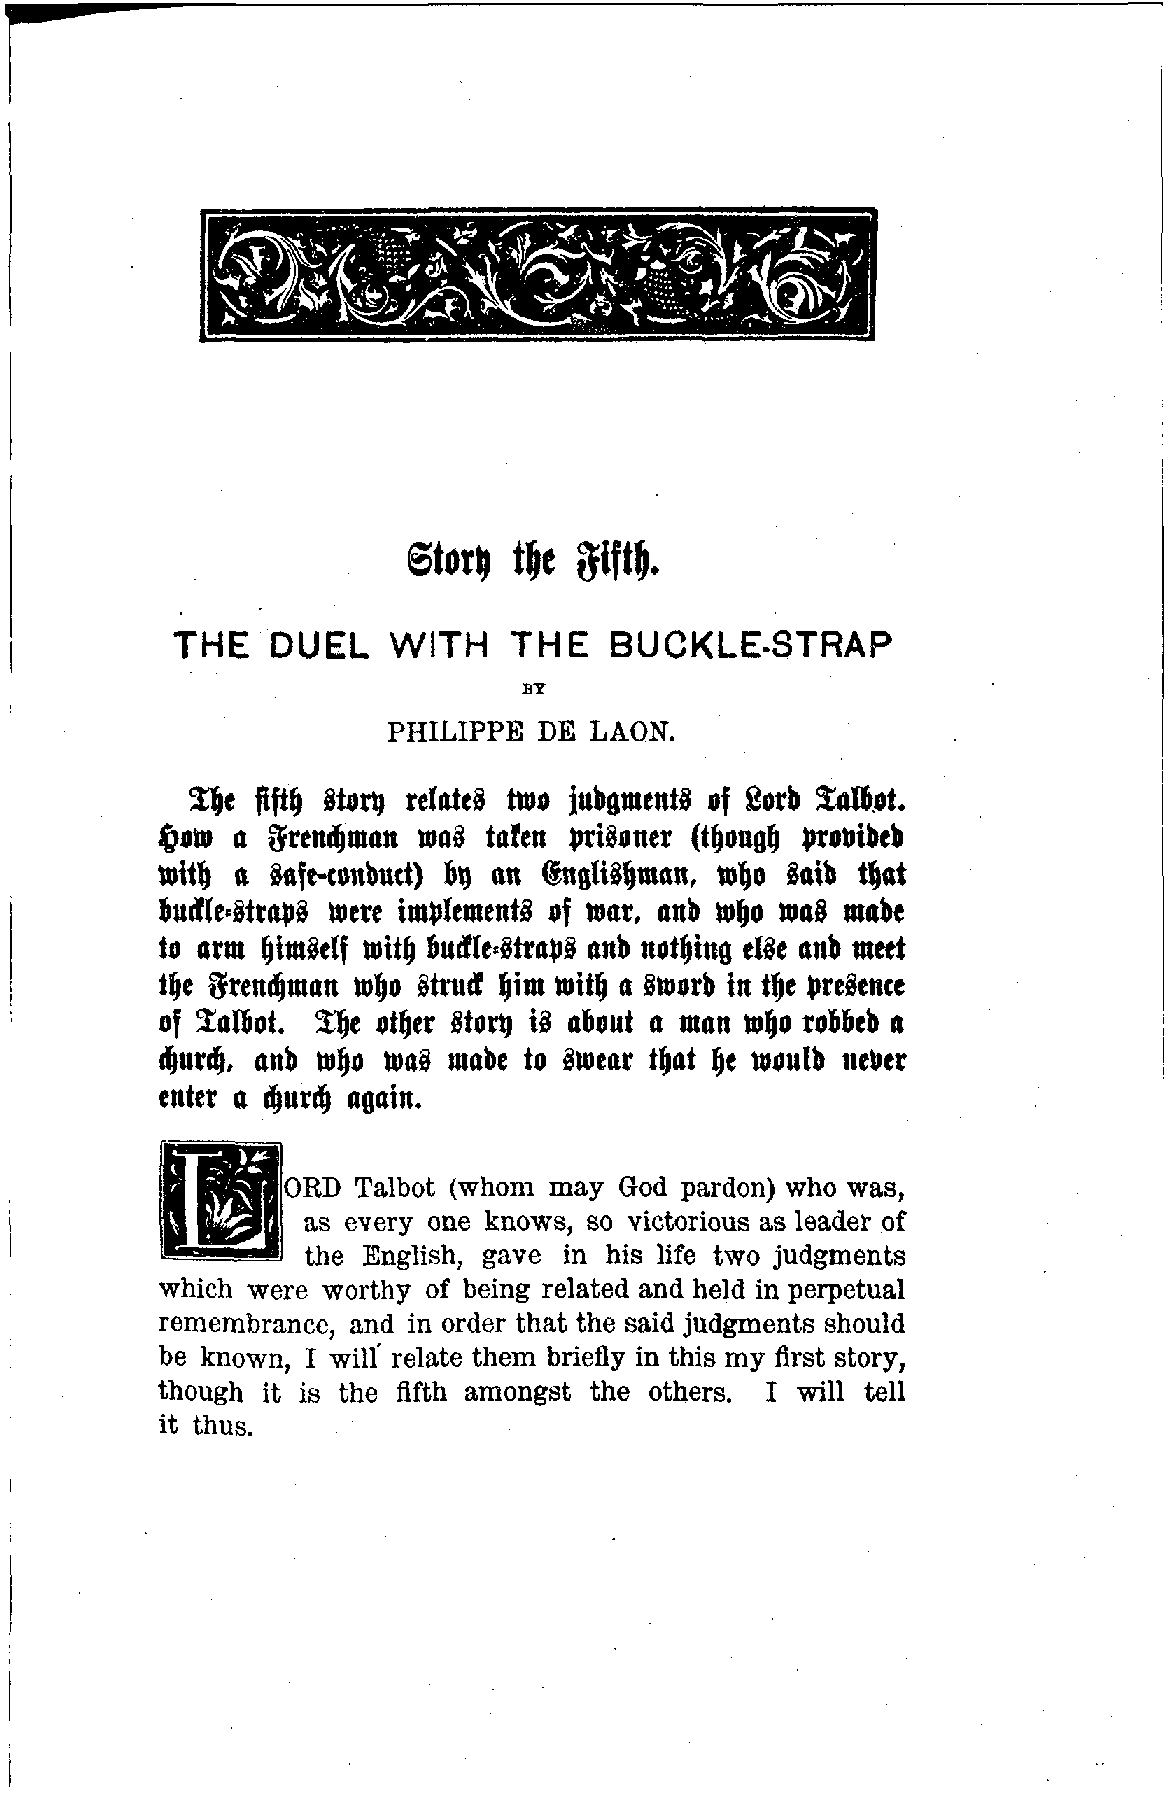 Story the Fifth.
THE DUEL WITH THE BUCKLE-STRAP
BY
PHILIPPE DE LAON.
The fifth story relates two judgments of Lord Talbot.
How a Frenchman was taken prisoner (though provided
with a safe-conduct) by an Englishman, who said that
buckle-straps were implements of war, and who was made
to arm himself with buckle-straps and nothing else and meet
the Frenchman who struck him with a sword in the presence
of Talbot. The other story is about a man who robbed a
church, and who was made to swear that he would never
enter a church again.
LORD Talbot (whom may God pardon) who was,
as every one knows, so victorious as leader of
the English, gave in his life two judgments
which were worthy of being related and held in perpetual
remembrance, and in order that the said judgments should
be known, I will relate them briefly in this my first story,
though it is the fifth amongst the others. I will tell
it thus.